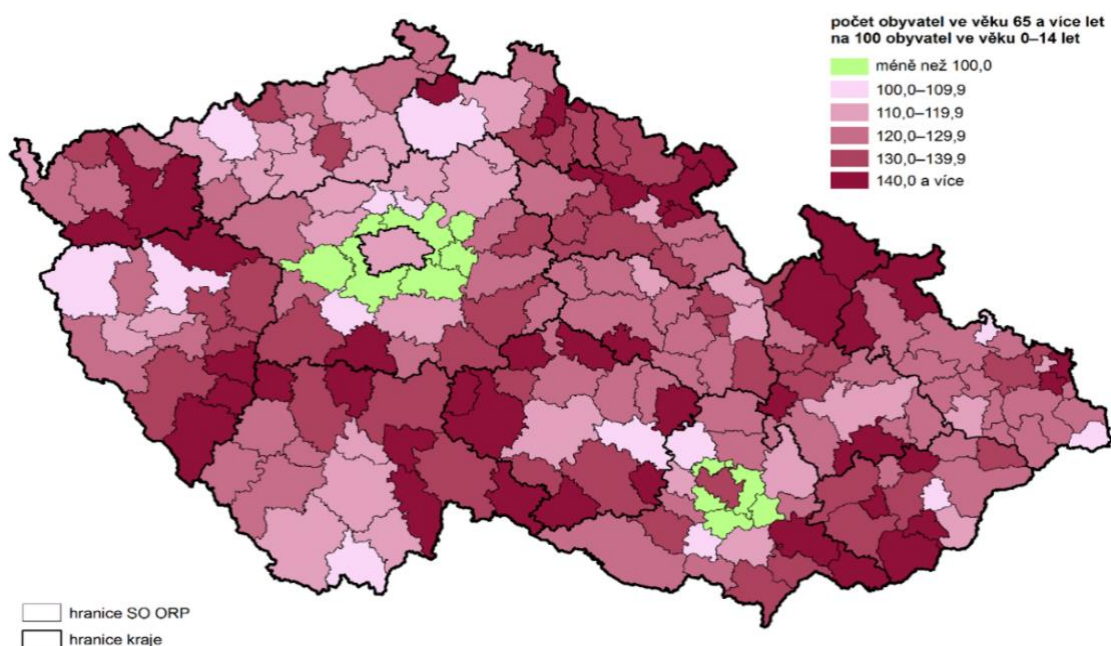 počet obyvatel ve věku 65 a více let
na 100 obyvatel ve věku 0–14 let
méně než 100,0
100,0–109,9
110,0–119,9
120,0–129,9
130,0–139,9
140,0 a více
hranice SO ORP
hranice kraje